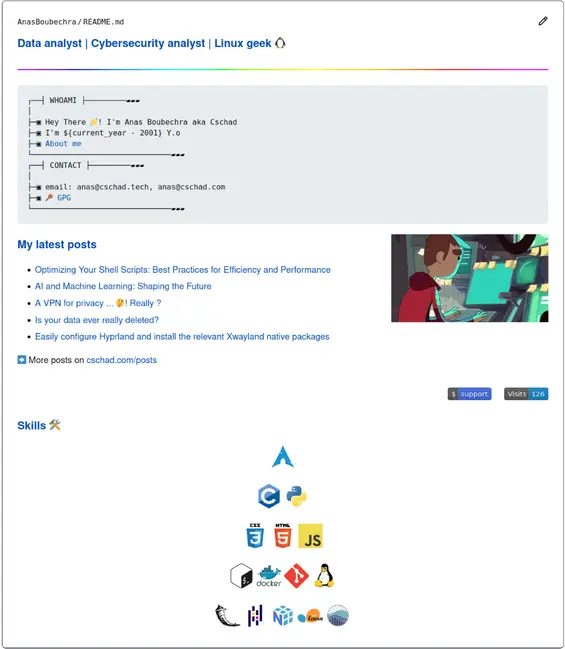 AnasBoubechra/README.md
Data analyst | Cybersecurity analyst | Linux geek
WHOAMI
Hey There ! I'm Anas Boubechra aka Cschad
I'm ${current_year - 2001} Y.o
About me
CONTACT
email: anas@cschad.tech, anas@cschad.com
GPG
My latest posts
Optimizing Your Shell Scripts: Best Practices for Efficiency and Performance
AI and Machine Learning: Shaping the Future
A VPN for privacy ... ! Really ?
Is your data ever really deleted?
Easily configure Hyprland and install the relevant Xwayland native packages
More posts on cschad.com/posts
$ support Visits 126
Skills
C
CSS 3 HTML 5 JS
$_ docker
learn